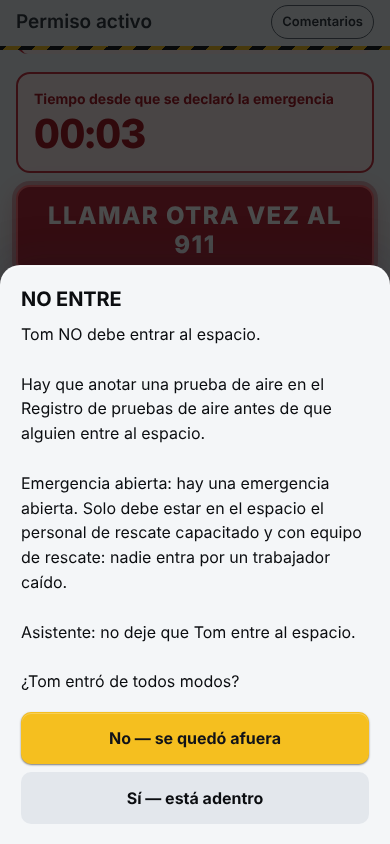 Permiso activo
Comentarios
Tiempo desde que se declaró la emergencia
00:03
LLAMAR OTRA VEZ AL
911
NO ENTRE
Tom NO debe entrar al espacio.
Hay que anotar una prueba de aire en el
Registro de pruebas de aire antes de que
alguien entre al espacio.
Emergencia abierta: hay una emergencia
abierta. Solo debe estar en el espacio el
personal de rescate capacitado y con equipo
de rescate: nadie entra por un trabajador
caído.
Asistente: no deje que Tom entre al espacio.
¿Tom entró de todos modos?
No — se quedó afuera
Sí — está adentro